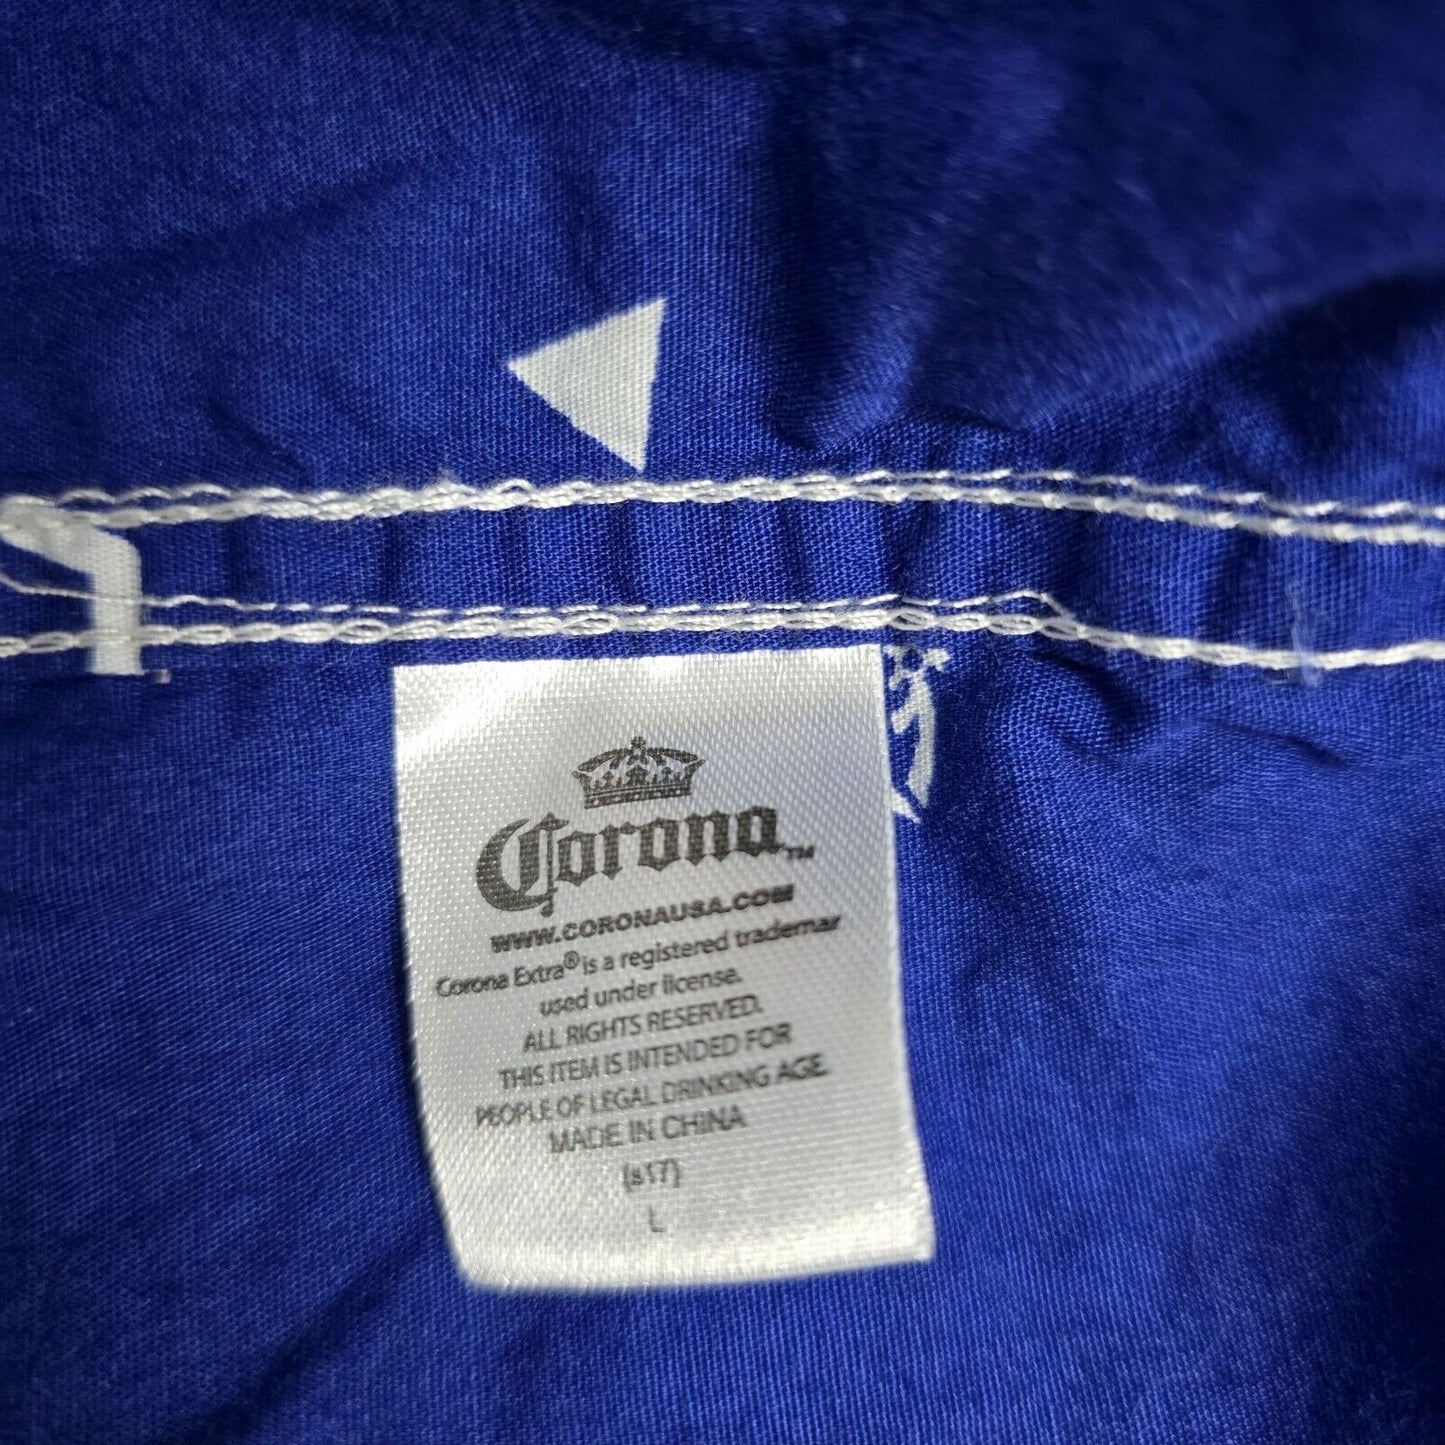 Corona™
WWW.CORONAUSA.COM
Corona Extra® is a registered trademar
used under license.
ALL RIGHTS RESERVED.
THIS ITEM IS INTENDED FOR
PEOPLE OF LEGAL DRINKING AGE.
MADE IN CHINA
(s17)
L